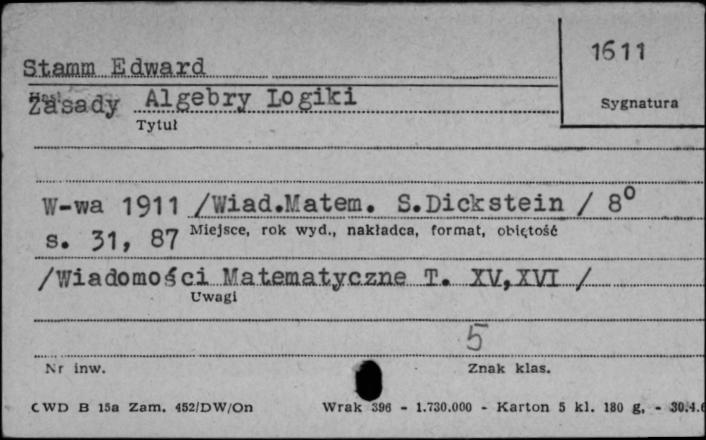 1611
Stamm Edward
Sygnatura
Zasady Algebry Logiki
Tytuł
W-wa 1911 /Wiad.Matem. S.Dickstein / 8⁰
Miejsce, rok wyd., nakładca, format, objętość
s. 31, 87
/Wiadomości Matematyczne T. XV,XVI /
Uwagi
5
Nr inw. Znak klas.
CWD B 15a Zam. 452/DW/On Wrak 396 - 1.730.000 - Karton 5 kl. 180 g. - 30.4.6